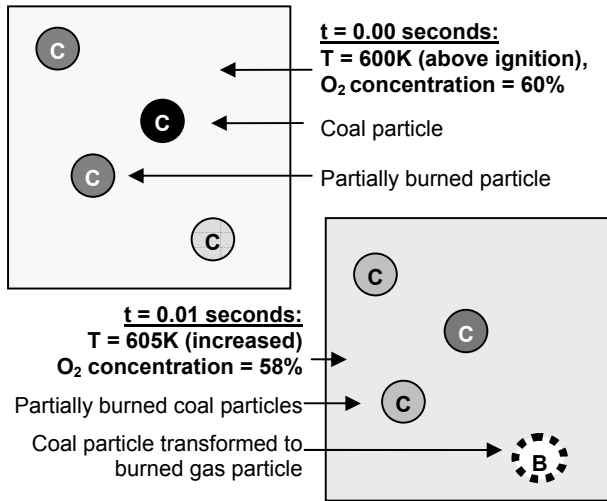 C
t = 0.00 seconds:
T = 600K (above ignition),
O₂ concentration = 60%
C
Coal particle
C
Partially burned particle
C
C
t = 0.01 seconds:
T = 605K (increased)
O₂ concentration = 58%
C
Partially burned coal particles
C
Coal particle transformed to
burned gas particle
B